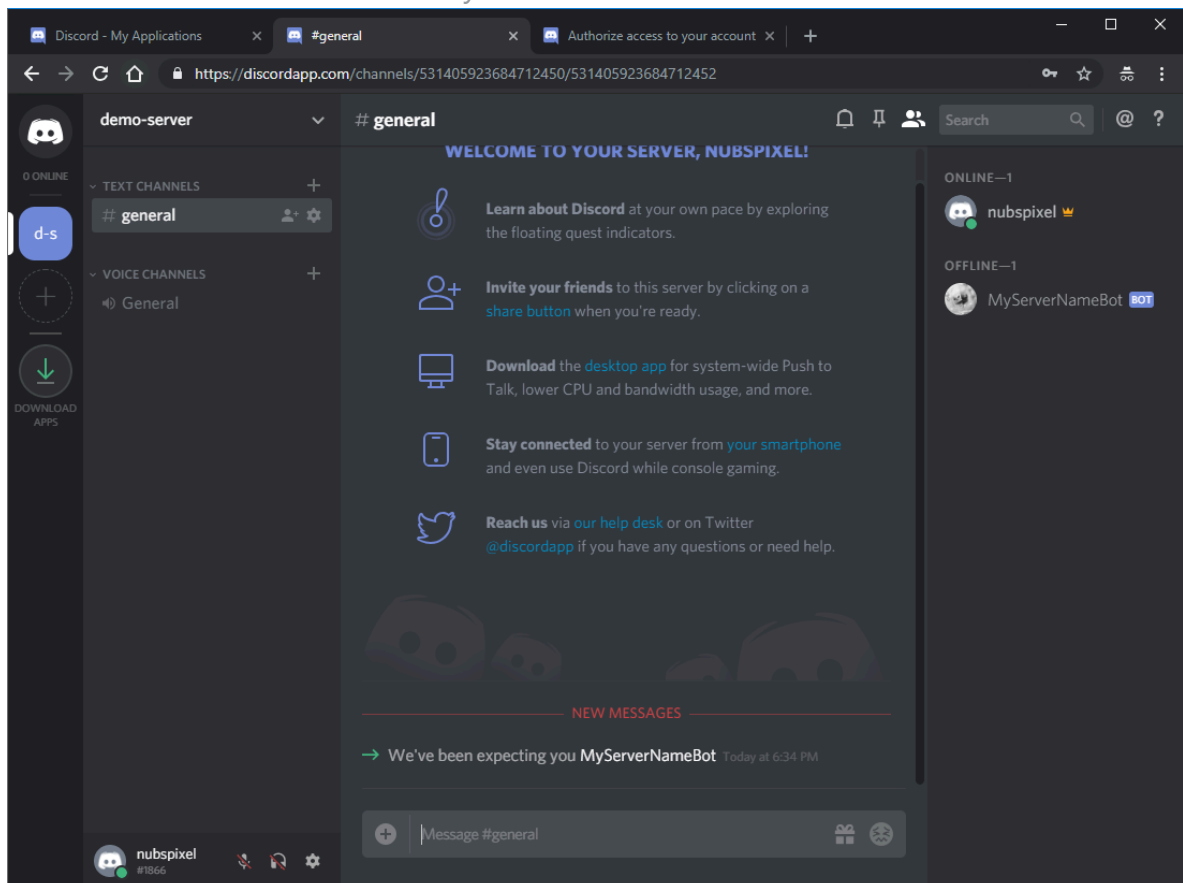 Discord - My Applications
#general
Authorize access to your account
https://discordapp.com/channels/531405923684712450/531405923684712452
0 ONLINE
d-s
DOWNLOAD
APPS
demo-server
TEXT CHANNELS
# general
VOICE CHANNELS
General
nubspixel
#1866
# general
Search
@ ?
WELCOME TO YOUR SERVER, NUBSPIXEL!
Learn about Discord at your own pace by exploring
the floating quest indicators.
Invite your friends to this server by clicking on a
share button when you're ready.
Download the desktop app for system-wide Push to
Talk, lower CPU and bandwidth usage, and more.
Stay connected to your server from your smartphone
and even use Discord while console gaming.
Reach us via our help desk or on Twitter
@discordapp if you have any questions or need help.
NEW MESSAGES
We've been expecting you MyServerNameBot Today at 6:34 PM
Message #general
ONLINE—1
nubspixel
OFFLINE—1
MyServerNameBot BOT